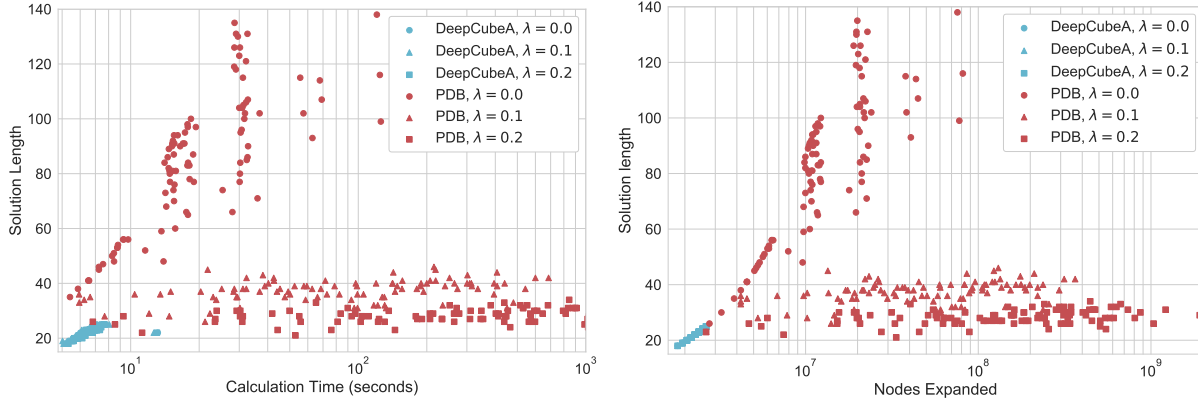 140
120
100
80
60
40
20
Solution Length
10^1
10^2
10^3
Calculation Time (seconds)
DeepCubeA, λ = 0.0
DeepCubeA, λ = 0.1
DeepCubeA, λ = 0.2
PDB, λ = 0.0
PDB, λ = 0.1
PDB, λ = 0.2
140
120
100
80
60
40
20
Solution length
10^7
10^8
10^9
Nodes Expanded
DeepCubeA, λ = 0.0
DeepCubeA, λ = 0.1
DeepCubeA, λ = 0.2
PDB, λ = 0.0
PDB, λ = 0.1
PDB, λ = 0.2